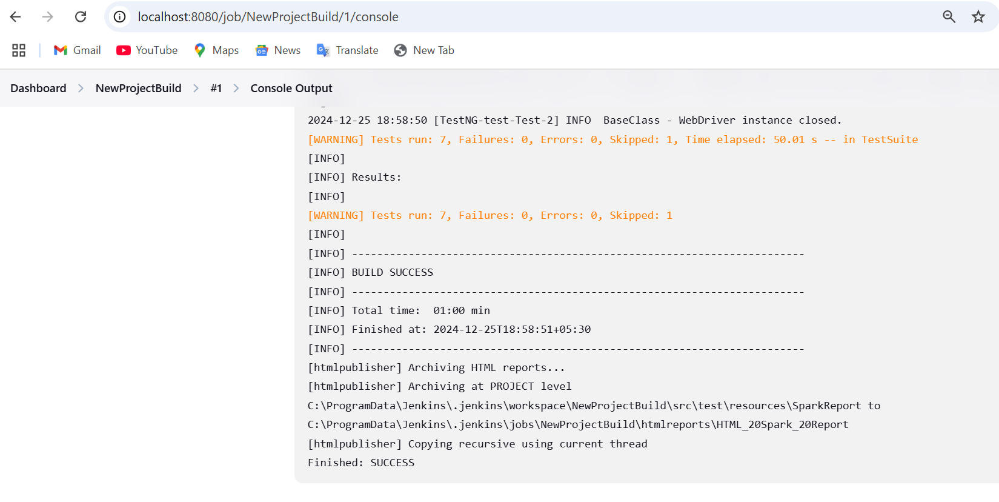 localhost:8080/job/NewProjectBuild/1/console
Gmail YouTube Maps News Translate New Tab
Dashboard > NewProjectBuild > #1 > Console Output
2024-12-25 18:58:50 [TestNG-test-Test-2] INFO  BaseClass - WebDriver instance closed.
[WARNING] Tests run: 7, Failures: 0, Errors: 0, Skipped: 1, Time elapsed: 50.01 s -- in TestSuite
[INFO]
[INFO] Results:
[INFO]
[WARNING] Tests run: 7, Failures: 0, Errors: 0, Skipped: 1
[INFO]
[INFO] ------------------------------------------------------------------------
[INFO] BUILD SUCCESS
[INFO] ------------------------------------------------------------------------
[INFO] Total time:  01:00 min
[INFO] Finished at: 2024-12-25T18:58:51+05:30
[INFO] ------------------------------------------------------------------------
[htmlpublisher] Archiving HTML reports...
[htmlpublisher] Archiving at PROJECT level
C:\ProgramData\Jenkins\.jenkins\workspace\NewProjectBuild\src\test\resources\SparkReport to
C:\ProgramData\Jenkins\.jenkins\jobs\NewProjectBuild\htmlreports\HTML_20Spark_20Report
[htmlpublisher] Copying recursive using current thread
Finished: SUCCESS